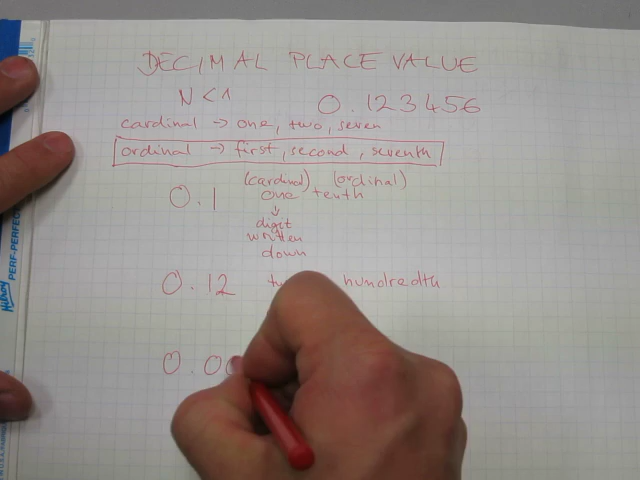 DECIMAL PLACE VALUE
N < 1 0.123456
cardinal → one, two, seven
ordinal → first, second, seventh
(cardinal) (ordinal)
0.1 one tenth
↓
digit
written
down
0.12 hundredth
0.00
Hilroy PERF-PERFEC